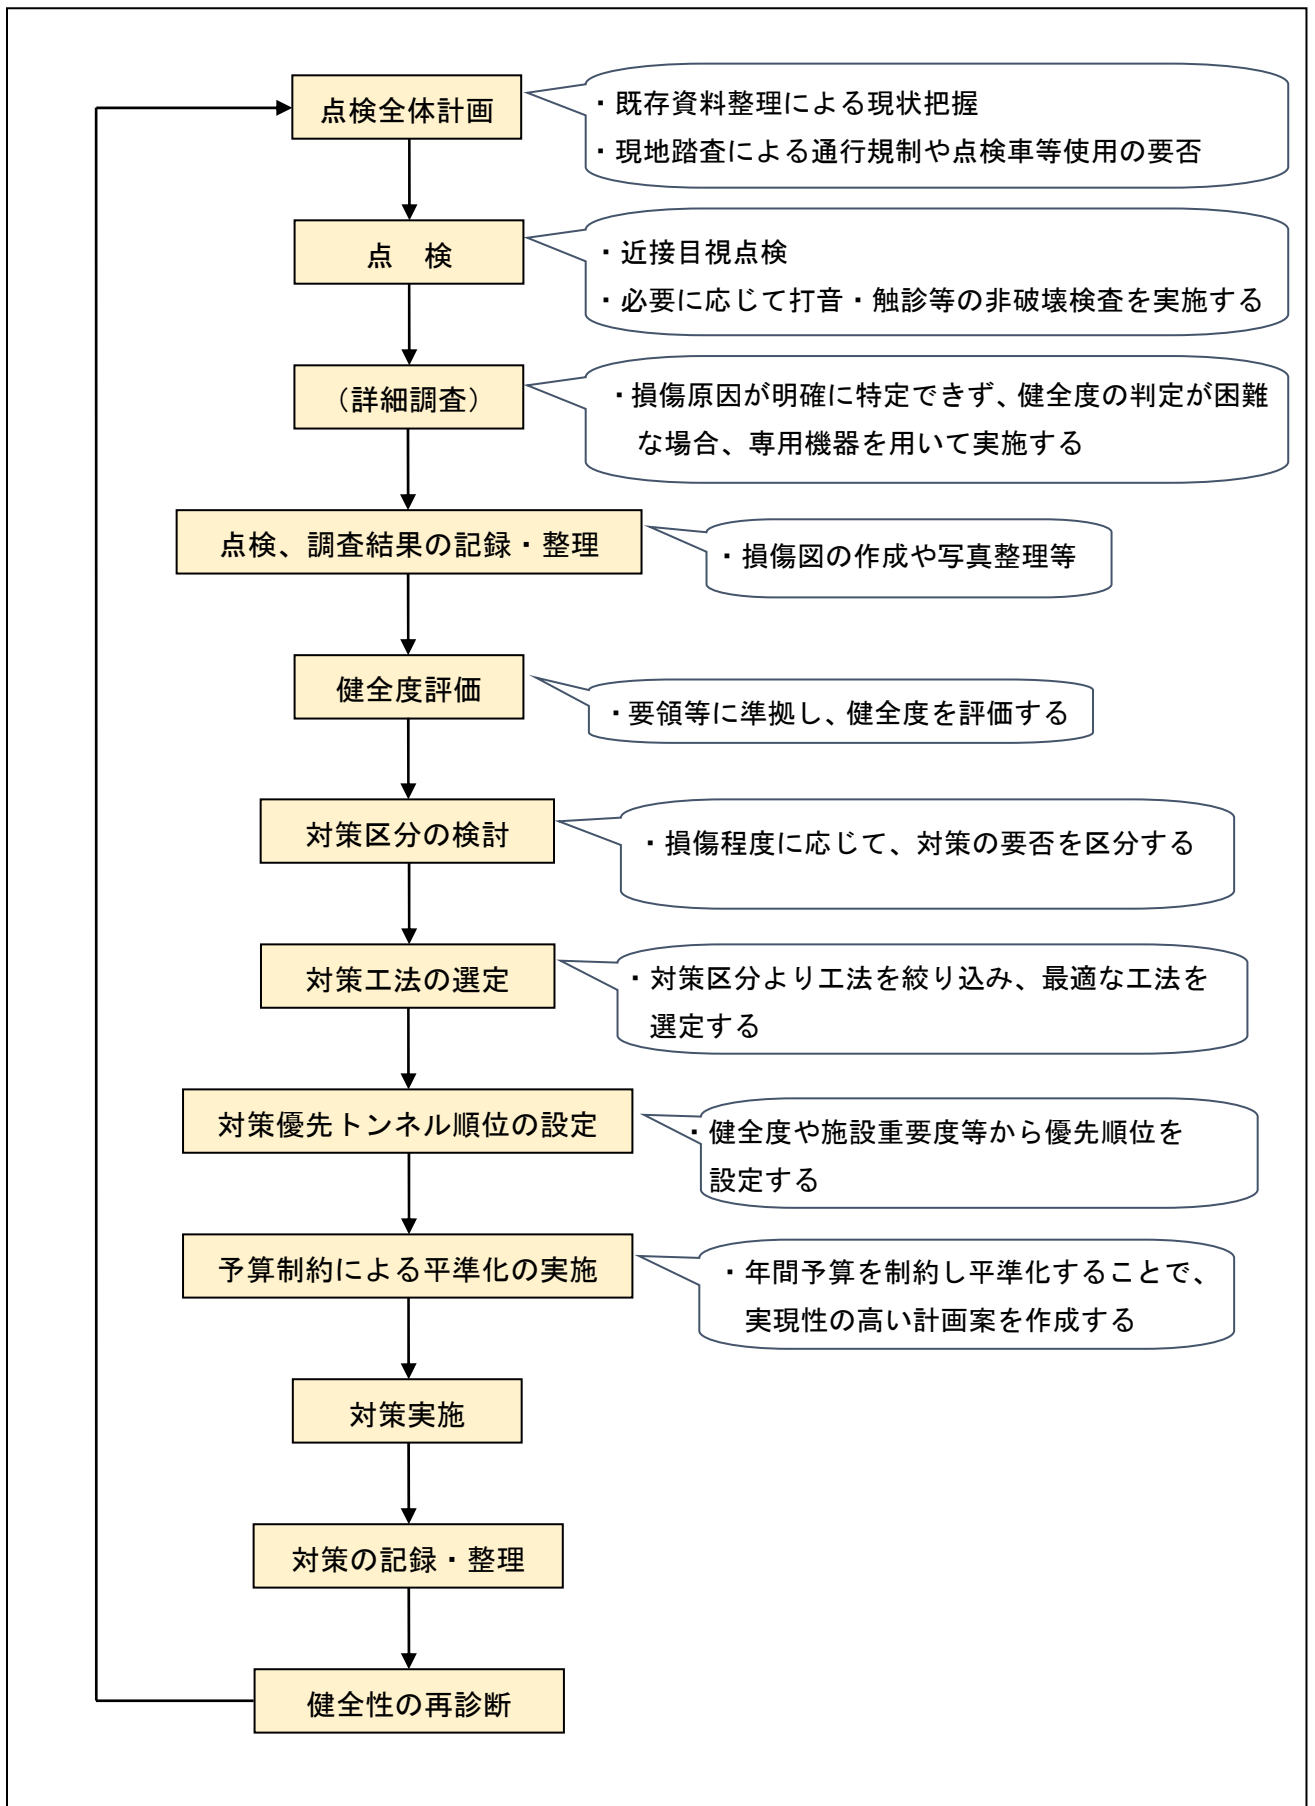 点検全体計画
・既存資料整理による現状把握
・現地踏査による通行規制や点検車等使用の要否
点　検
・近接目視点検
・必要に応じて打音・触診等の非破壊検査を実施する
（詳細調査）
・損傷原因が明確に特定できず、健全度の判定が困難
な場合、専用機器を用いて実施する
点検、調査結果の記録・整理
・損傷図の作成や写真整理等
健全度評価
・要領等に準拠し、健全度を評価する
対策区分の検討
・損傷程度に応じて、対策の要否を区分する
対策工法の選定
・対策区分より工法を絞り込み、最適な工法を
選定する
対策優先トンネル順位の設定
・健全度や施設重要度等から優先順位を
設定する
予算制約による平準化の実施
・年間予算を制約し平準化することで、
実現性の高い計画案を作成する
対策実施
対策の記録・整理
健全性の再診断